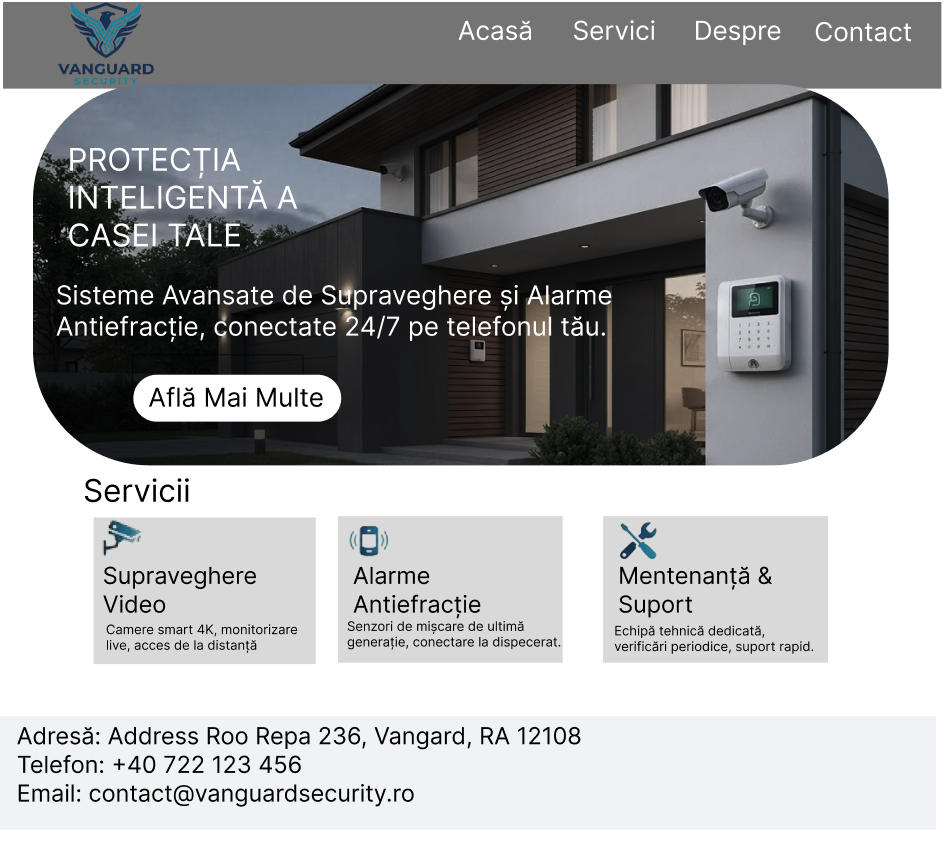 VANGUARD
SECURITY
Acasă Servici Despre Contact
PROTECȚIA
INTELIGENTĂ A
CASEI TALE
Sisteme Avansate de Supraveghere și Alarme
Antiefracție, conectate 24/7 pe telefonul tău.
Află Mai Multe
Servicii
Supraveghere
Video
Camere smart 4K, monitorizare
live, acces de la distanță
Alarme
Antiefracție
Senzori de mișcare de ultimă
generație, conectare la dispecerat.
Mentenanță &
Suport
Echipă tehnică dedicată,
verificări periodice, suport rapid.
Adresă: Address Roo Repa 236, Vangard, RA 12108
Telefon: +40 722 123 456
Email: contact@vanguardsecurity.ro